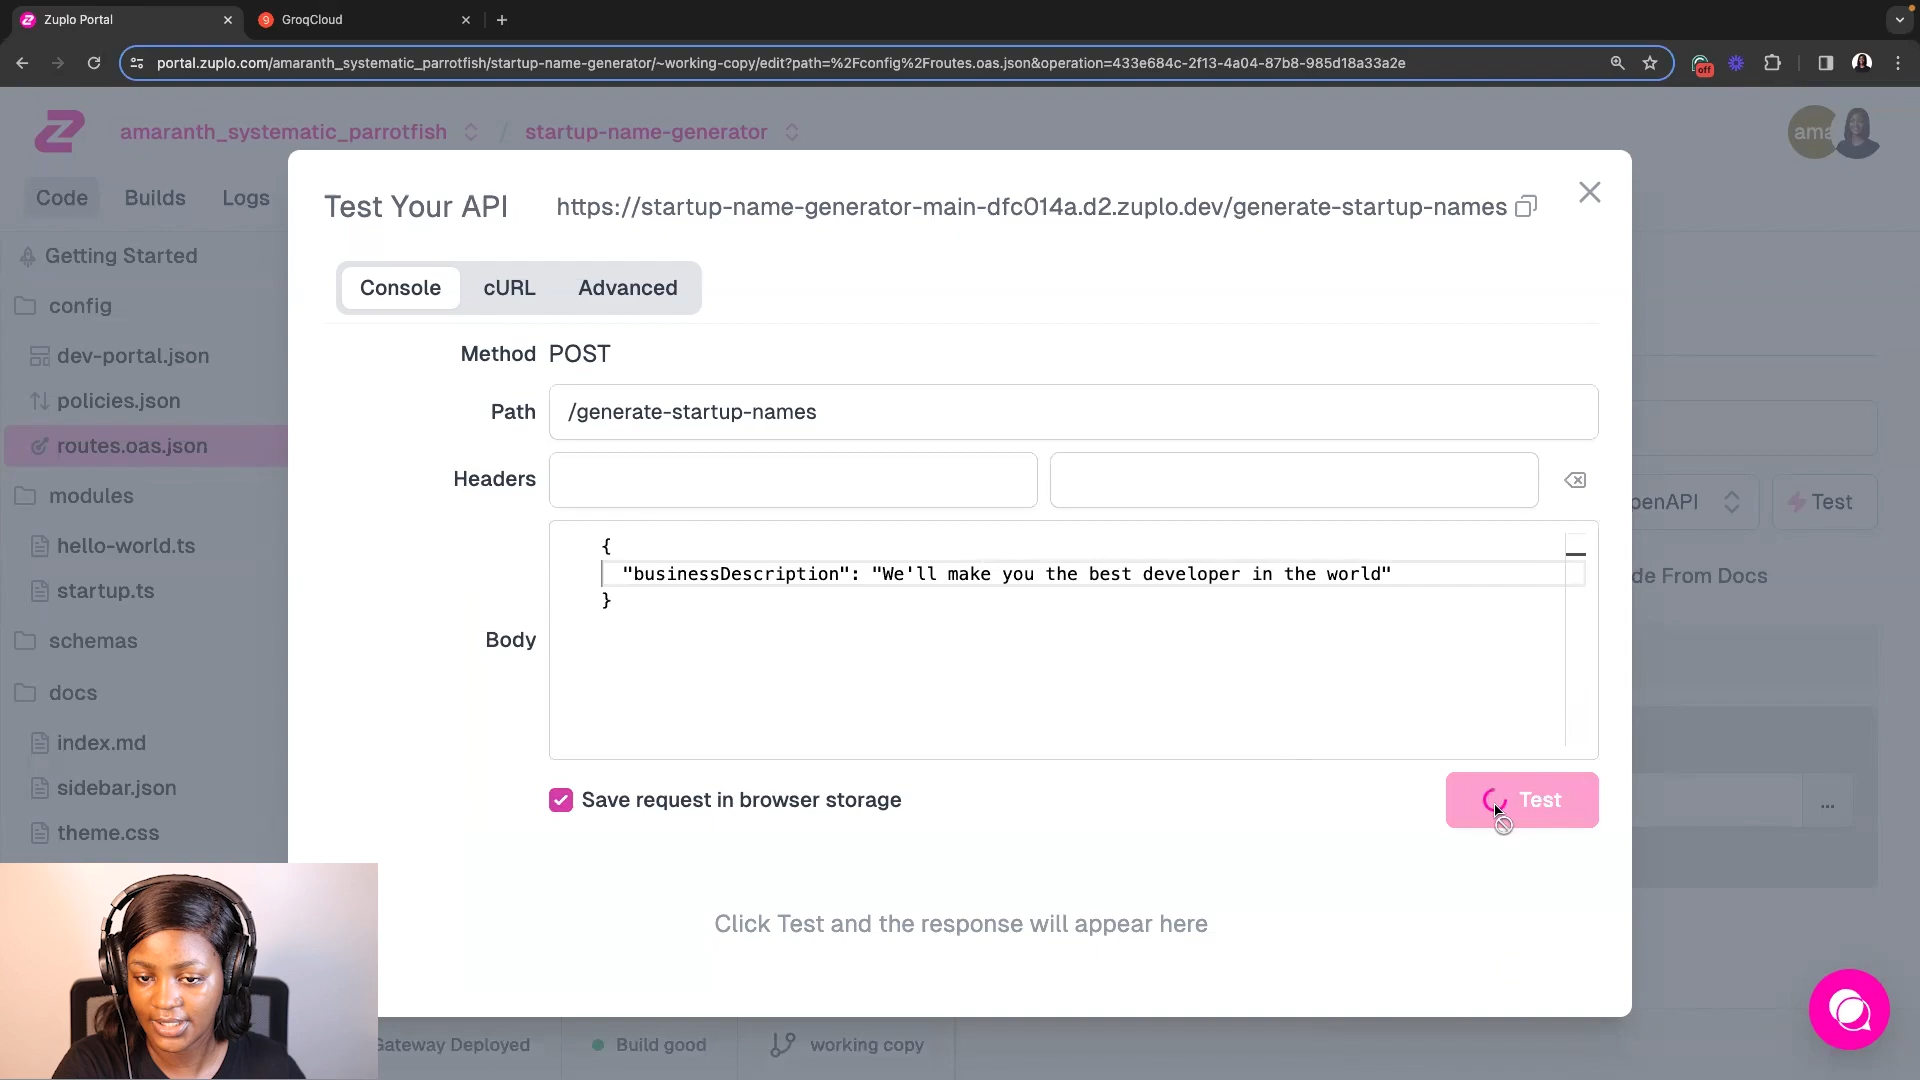 Zuplo Portal
GroqCloud
portal.zuplo.com/amaranth_systematic_parrotfish/startup-name-generator/~working-copy/edit?path=%2Fconfig%2Froutes.oas.json&operation=433e684c-2f13-4a04-87b8-985d18a33a2e
off
amaranth_systematic_parrotfish / startup-name-generator
ama
Code Builds Logs
Test Your API https://startup-name-generator-main-dfc014a.d2.zuplo.dev/generate-startup-names
Getting Started
config
dev-portal.json
policies.json
routes.oas.json
modules
hello-world.ts
startup.ts
schemas
docs
index.md
sidebar.json
theme.css
Console cURL Advanced
Method POST
Path /generate-startup-names
Headers
Body
{
"businessDescription": "We'll make you the best developer in the world"
}
Save request in browser storage
Test
Click Test and the response will appear here
penAPI
Test
de From Docs
...
Gateway Deployed
Build good
working copy